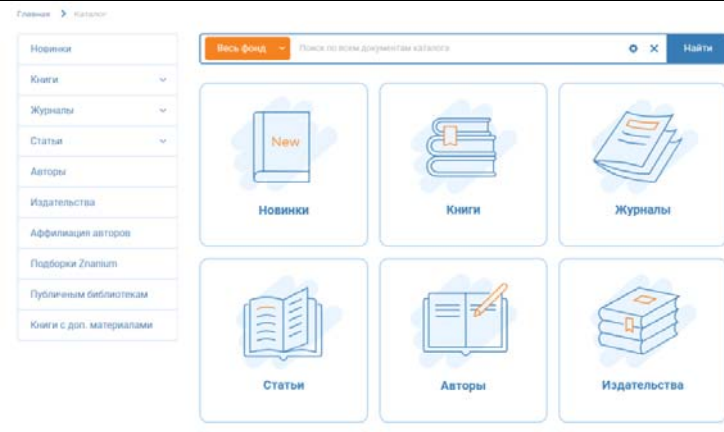 Главная > Каталог
Новинки
Книги
Журналы
Статьи
Авторы
Издательства
Аффилиация авторов
Подборки Znanium
Публичным библиотекам
Книги с доп. материалами
Весь фонд
Поиск по всем документам каталога
Найти
New
Новинки
Книги
Журналы
Статьи
Авторы
Издательства